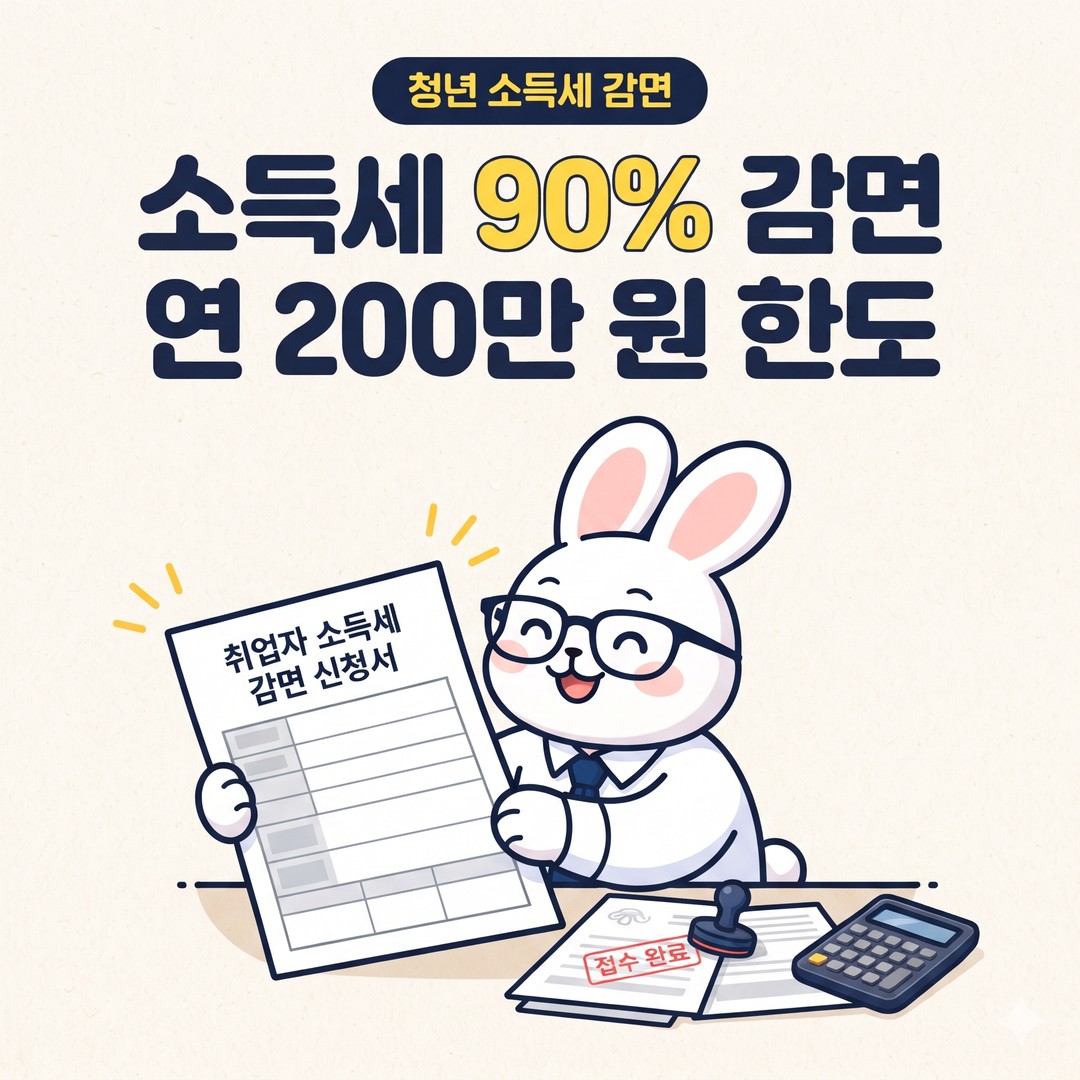 청년 소득세 감면
소득세 90% 감면
연 200만 원 한도
취업자 소득세
감면 신청서
접수 완료